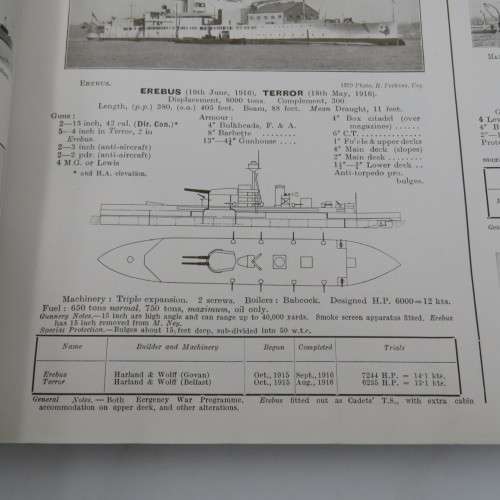 EREBUS.
1929 Photo, R. Perkins, Esq.
EREBUS (19th June, 1916), TERROR (18th May, 1916).
Displacement, 8000 tons. Complement, 300
Length, (p.p.) 380, (o.a.) 405 feet. Beam, 88 feet. Mean Draught, 11 feet.
Guns:
2—15 inch, 42 cal. (Dir. Con.)*
5—4 inch in Terror, 2 in
Erebus.
2—3 inch (anti-aircraft)
2—2 pdr. (anti-aircraft)
4 M.G. or Lewis
* and H.A. elevation.
Armour:
4" Bulkheads, F. & A.
8" Barbette
13"—4¾" Gunhouse
4" Box citadel (over
magazines)
6" C.T.
1" Fo'c'le & upper decks
4" Main deck (slopes)
2" Main deck
Lower deck
Anti-torpedo pro.
bulges.
Machinery: Triple expansion. 2 screws. Boilers: Babcock. Designed H.P. 6000=12 kts.
Fuel: 650 tons normal, 750 tons, maximum, oil only.
Gunnery Notes.—15 inch are high angle and can range up to 40,000 yards. Smoke screen apparatus fitted. Erebus
has 15 inch removed from M. Ney.
Special Protection.—Bulges about 15 feet deep, sub-divided into 50 w.t.c.
Name Builder and Machinery Begun Completed Trials
Erebus Harland & Wolff (Govan) Oct., 1915 Sept., 1916 7244 H.P. = 14·1 kts.
Terror Harland & Wolff (Belfast) Oct., 1915 Aug., 1916 6235 H.P. = 13·1 kts.
General Notes.—Both Eergency War Programme. Erebus fitted out as Cadets' T.S., with extra cabin
accommodation on upper deck, and other alterations.